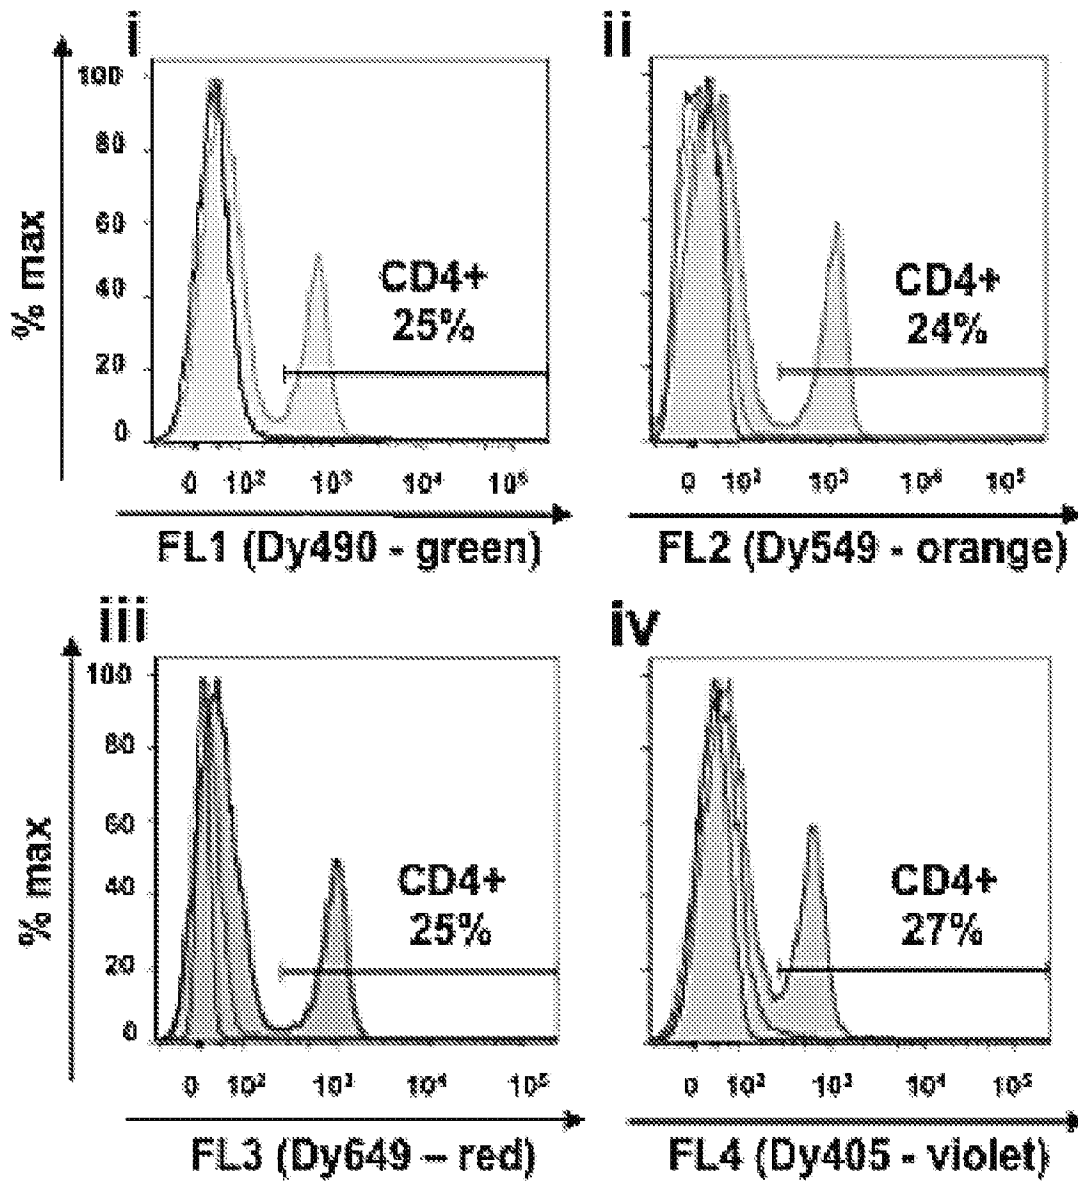 i
ii
% max
100
80
60
40
20
0
CD4+
25%
CD4+
24%
0 10² 10³ 10⁴ 10⁵
0 10² 10³ 10⁴ 10⁵
FL1 (Dy490 - green)
FL2 (Dy549 - orange)
iii
iv
% max
100
80
60
40
20
0
CD4+
25%
CD4+
27%
0 10² 10³ 10⁴ 10⁵
0 10² 10³ 10⁴ 10⁵
FL3 (Dy649 – red)
FL4 (Dy405 - violet)